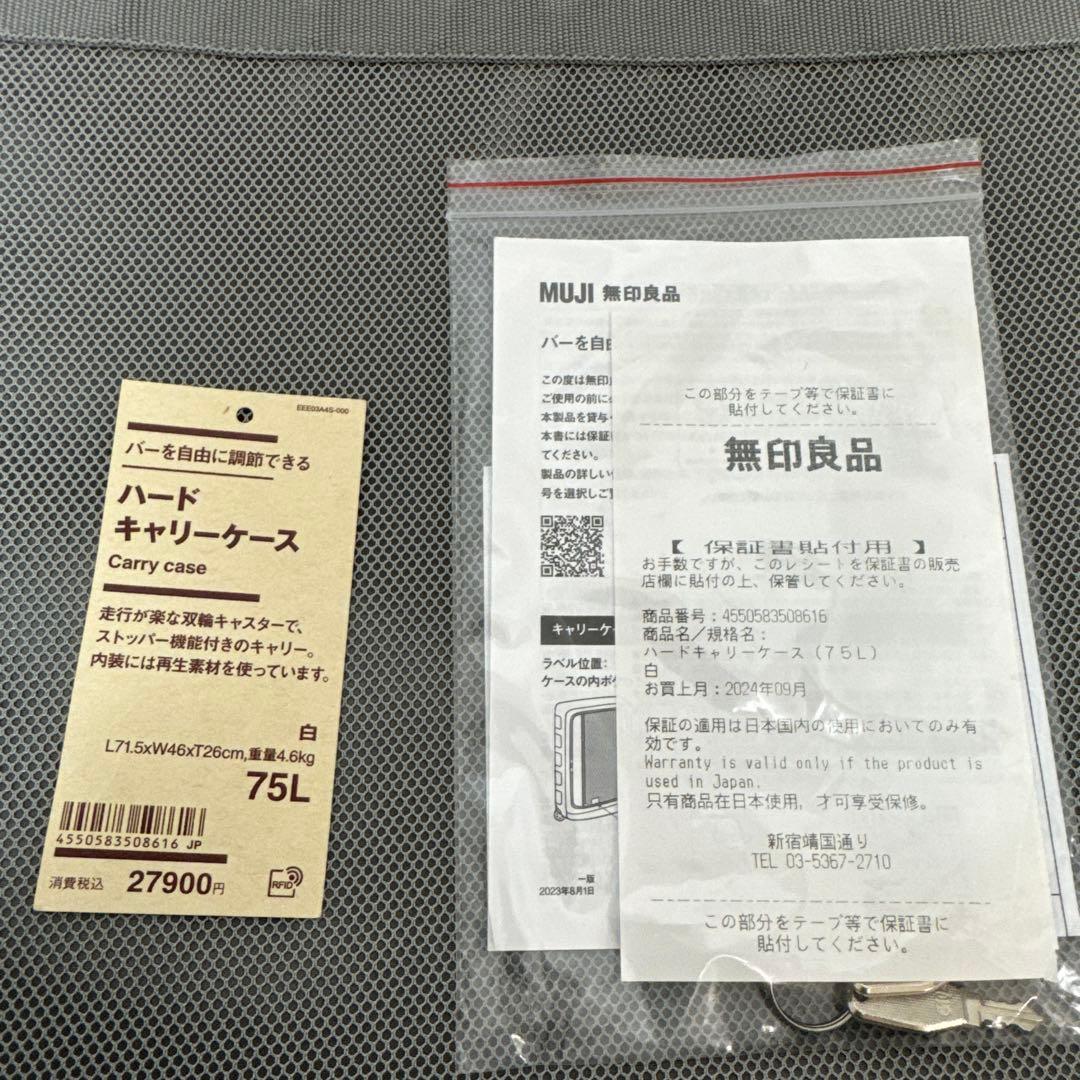 EEE03A4S-000
バーを自由に調節できる
ハード
キャリーケース
Carry case
走行が楽な双輪キャスターで、
ストッパー機能付きのキャリー。
内装には再生素材を使っています。
白
L71.5xW46xT26cm,重量4.6kg
75L
4550583508616 JP
消費税込 27900円
RFID
MUJI 無印良品
バーを自
この度は無印
ご使用の前に
本製品を貸与
本書には保証
てください。
製品の詳しい
号を選択しご
キャリーケ
ラベル位置:
ケースの内ポ
一版
2023年8月1日
この部分をテープ等で保証書に
貼付してください。
無印良品
【 保証書貼付用 】
お手数ですが、このレシートを保証書の販売
店欄に貼付の上、保管してください。
商品番号:4550583508616
商品名/規格名:
ハードキャリーケース(75L)
白
お買上月:2024年09月
保証の適用は日本国内の使用においてのみ有
効です。
Warranty is valid only if the product is
used in Japan.
只有商品在日本使用,才可享受保修。
新宿靖国通り
TEL 03-5367-2710
この部分をテープ等で保証書に
貼付してください。